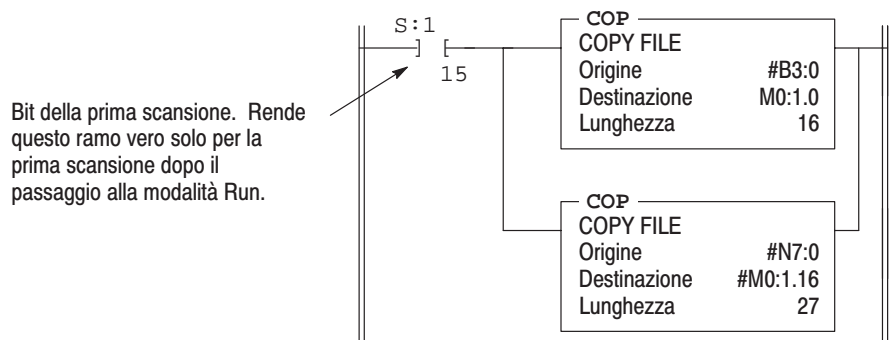 S:1
] [
15
Bit della prima scansione. Rende
questo ramo vero solo per la
prima scansione dopo il
passaggio alla modalità Run.
COP
COPY FILE
Origine #B3:0
Destinazione M0:1.0
Lunghezza 16
COP
COPY FILE
Origine #N7:0
Destinazione #M0:1.16
Lunghezza 27